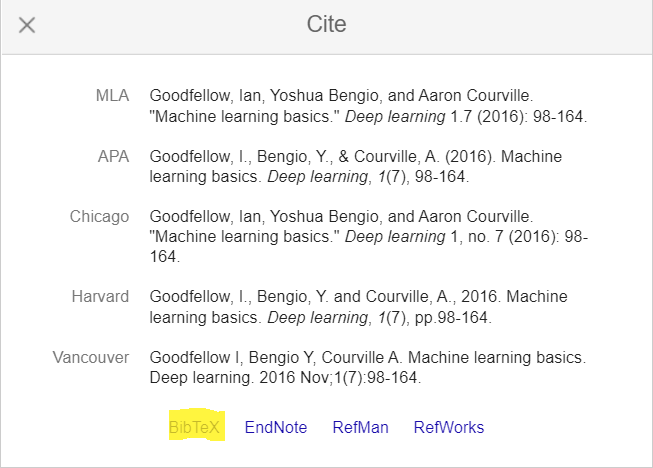 Cite
MLA Goodfellow, Ian, Yoshua Bengio, and Aaron Courville.
"Machine learning basics." Deep learning 1.7 (2016): 98-164.
APA Goodfellow, I., Bengio, Y., & Courville, A. (2016). Machine
learning basics. Deep learning, 1(7), 98-164.
Chicago Goodfellow, Ian, Yoshua Bengio, and Aaron Courville.
"Machine learning basics." Deep learning 1, no. 7 (2016): 98-
164.
Harvard Goodfellow, I., Bengio, Y. and Courville, A., 2016. Machine
learning basics. Deep learning, 1(7), pp.98-164.
Vancouver Goodfellow I, Bengio Y, Courville A. Machine learning basics.
Deep learning. 2016 Nov;1(7):98-164.
BibTeX EndNote RefMan RefWorks